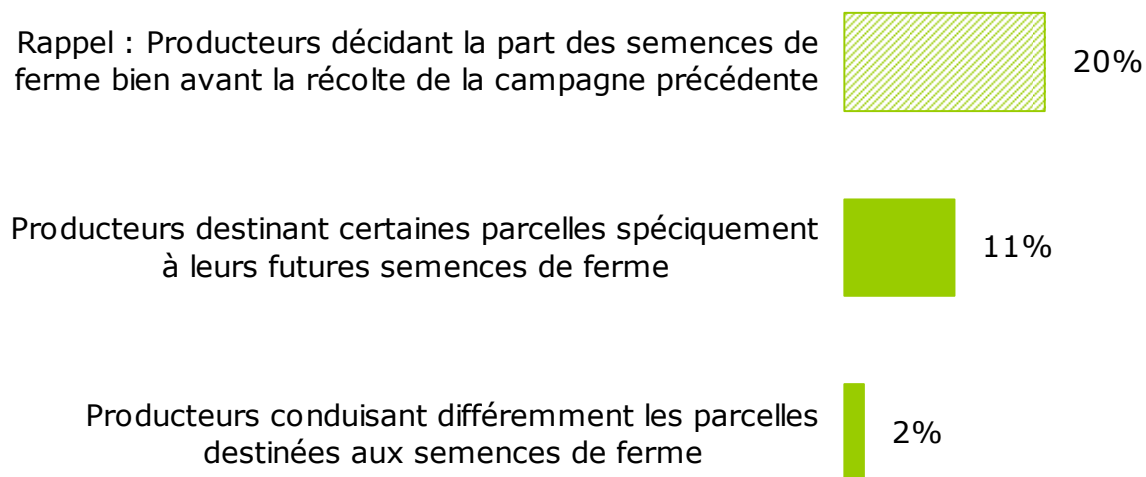 Rappel : Producteurs décidant la part des semences de
ferme bien avant la récolte de la campagne précédente
20%
Producteurs destinant certaines parcelles spéciquement
à leurs futures semences de ferme
11%
Producteurs conduisant différemment les parcelles
destinées aux semences de ferme
2%